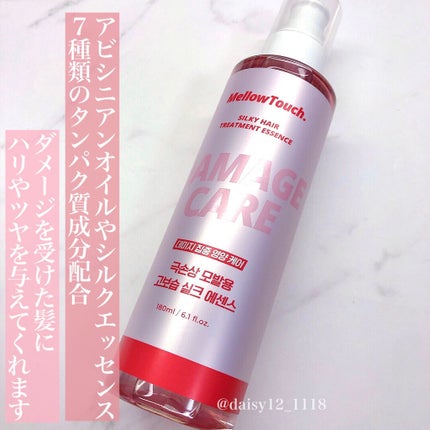 アビシニアンオイルやシルクエッセンス
7種類のタンパク質成分配合
ダメージを受けた髪に
ハリやツヤを与えてくれます
MellowTouch.
SILKY HAIR
TREATMENT ESSENCE
DAMAGE
CARE
데미지 집중 영양 케어
극손상 모발용
고보습 실크 에센스
180ml / 6.1 fl.oz.
@daisy12_1118